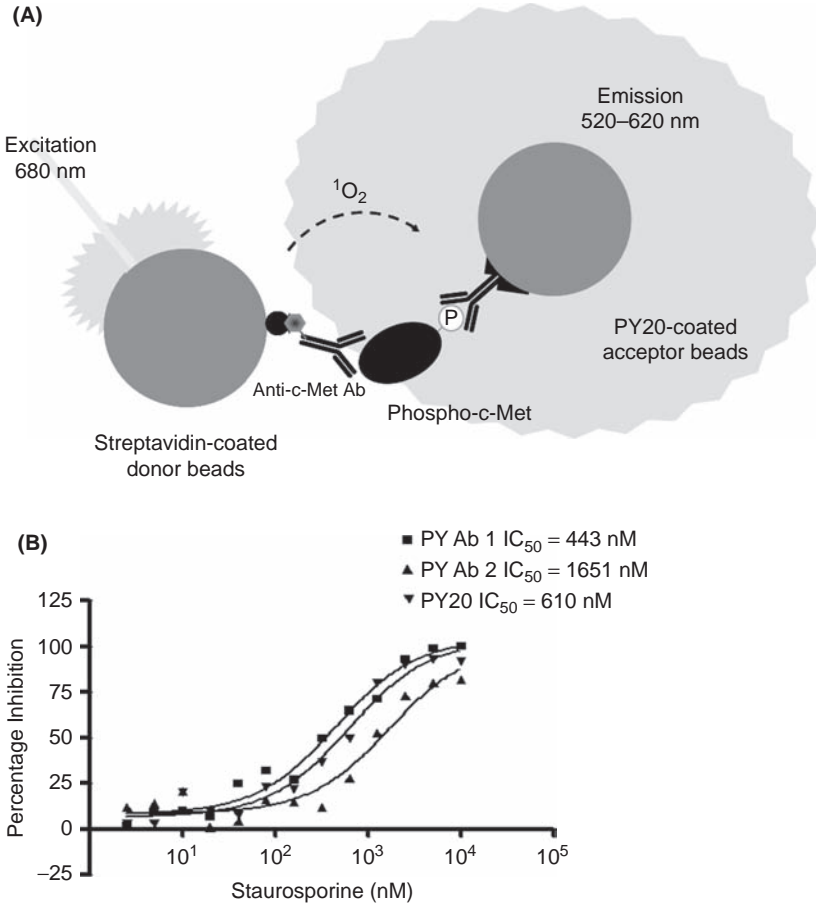 (A)
Excitation
680 nm
¹O₂
Emission
520–620 nm
P
PY20-coated
acceptor beads
Anti-c-Met Ab
Phospho-c-Met
Streptavidin-coated
donor beads
(B)
PY Ab 1 IC₅₀ = 443 nM
PY Ab 2 IC₅₀ = 1651 nM
PY20 IC₅₀ = 610 nM
Percentage Inhibition
125
100
75
50
25
0
−25
10¹ 10² 10³ 10⁴ 10⁵
Staurosporine (nM)